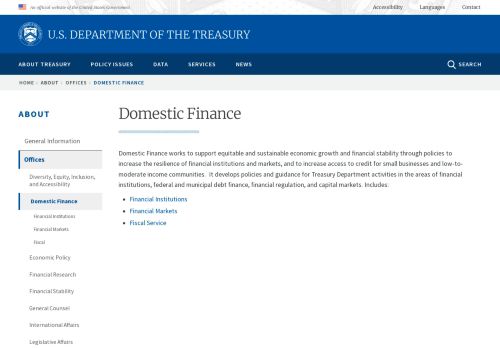 An official website of the United States Government
Accessibility Languages Contact
U.S. DEPARTMENT OF THE TREASURY
ABOUT TREASURY POLICY ISSUES DATA SERVICES NEWS SEARCH
HOME › ABOUT › OFFICES › DOMESTIC FINANCE
ABOUT
General Information
Offices
Diversity, Equity, Inclusion,
and Accessibility
Domestic Finance
Financial Institutions
Financial Markets
Fiscal
Economic Policy
Financial Research
Financial Stability
General Counsel
International Affairs
Legislative Affairs
Domestic Finance
Domestic Finance works to support equitable and sustainable economic growth and financial stability through policies to
increase the resilience of financial institutions and markets, and to increase access to credit for small businesses and low-to-
moderate income communities. It develops policies and guidance for Treasury Department activities in the areas of financial
institutions, federal and municipal debt finance, financial regulation, and capital markets. Includes:
• Financial Institutions
• Financial Markets
• Fiscal Service